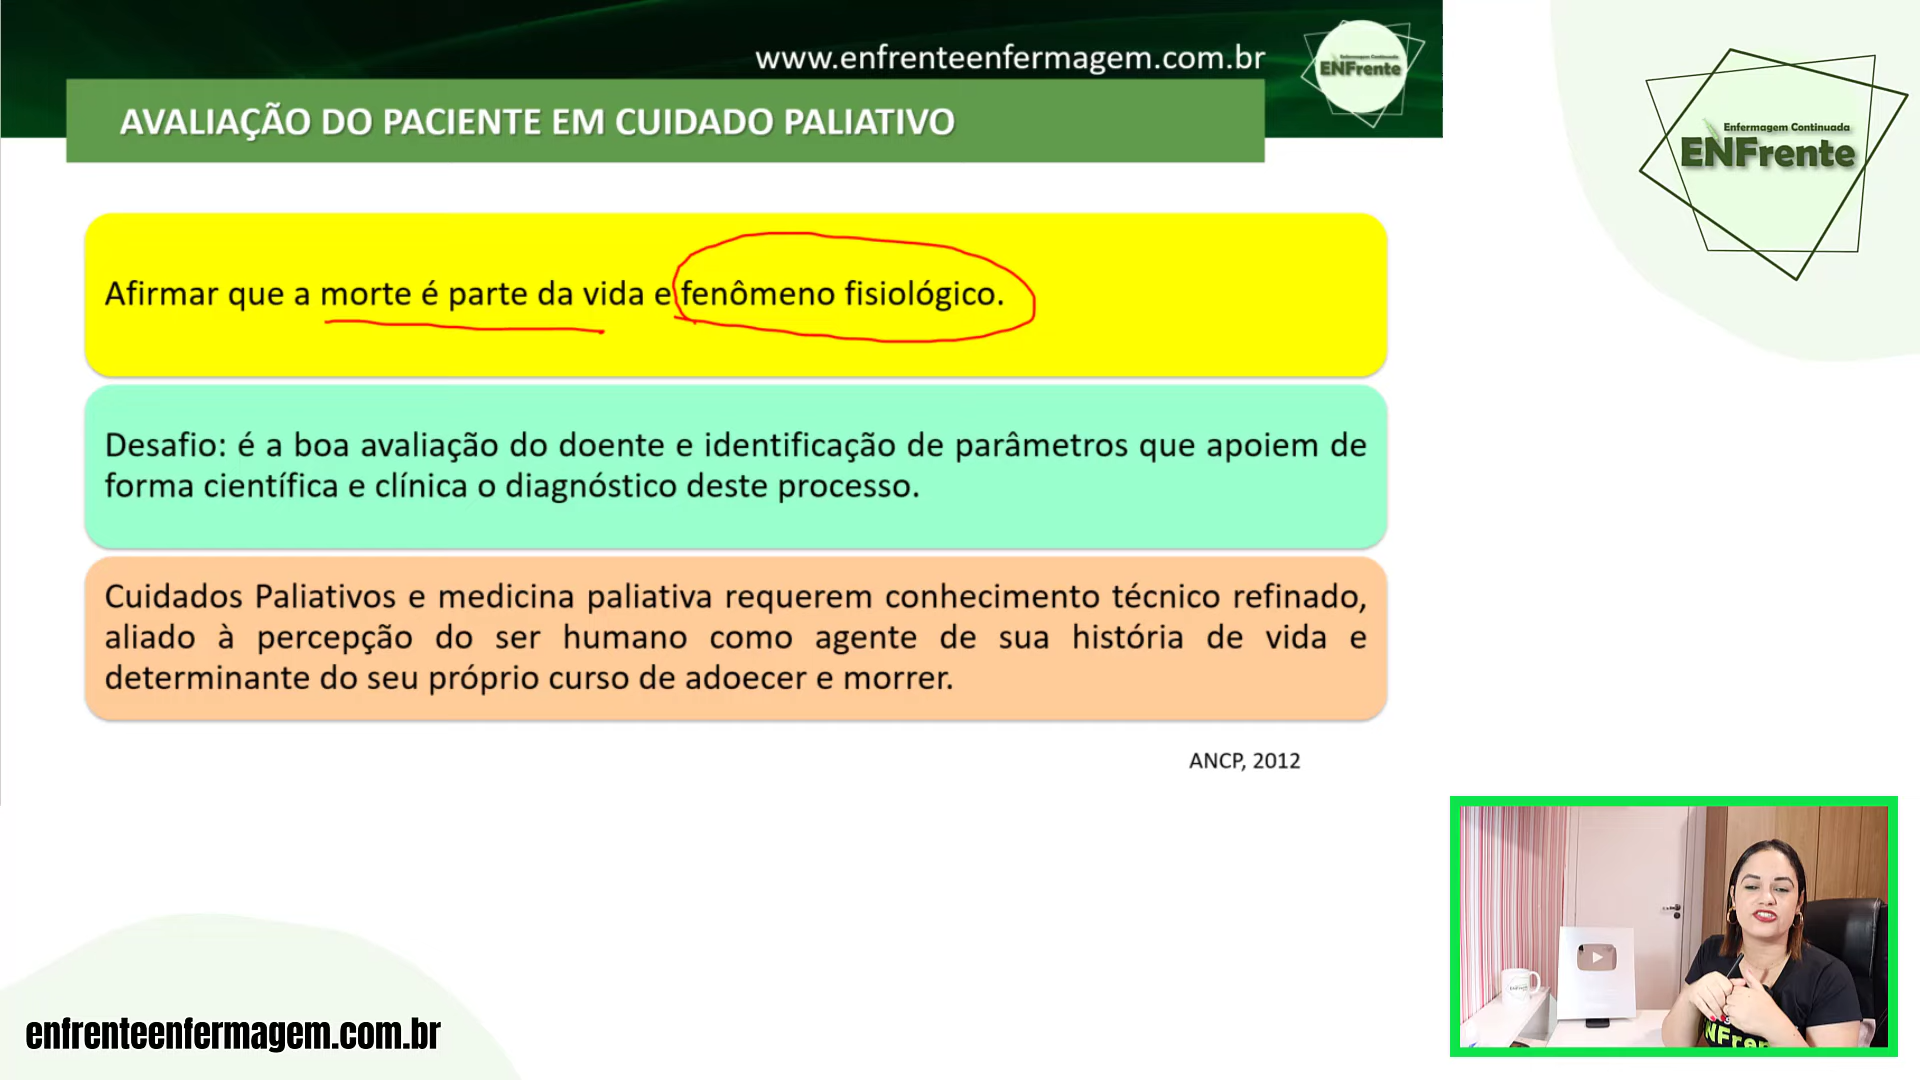 www.enfrenteenfermagem.com.br
Enfermagem Continuada
ENFrente
AVALIAÇÃO DO PACIENTE EM CUIDADO PALIATIVO
Enfermagem Continuada
ENFrente
Afirmar que a morte é parte da vida e fenômeno fisiológico.
Desafio: é a boa avaliação do doente e identificação de parâmetros que apoiem de
forma científica e clínica o diagnóstico deste processo.
Cuidados Paliativos e medicina paliativa requerem conhecimento técnico refinado,
aliado à percepção do ser humano como agente de sua história de vida e
determinante do seu próprio curso de adoecer e morrer.
ANCP, 2012
enfrenteenfermagem.com.br